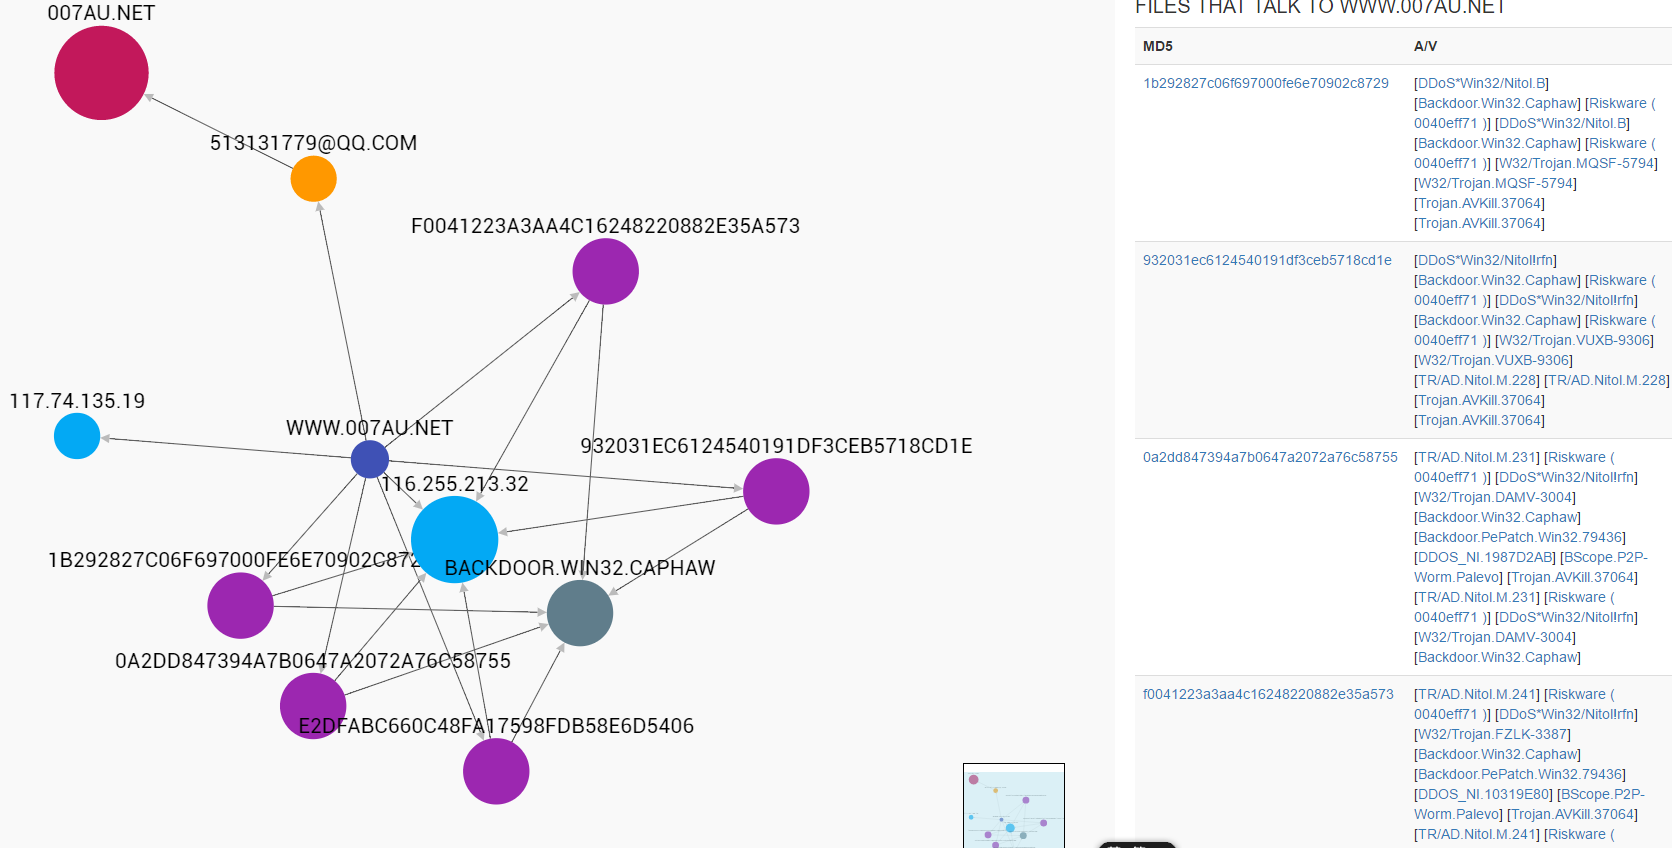 007AU.NET
513131779@QQ.COM
F0041223A3AA4C16248220882E35A573
117.74.135.19
WWW.007AU.NET
932031EC6124540191DF3CEB5718CD1E
116.255.213.32
1B292827C06F697000FE6E70902C872
BACKDOOR.WIN32.CAPHAW
0A2DD847394A7B0647A2072A76C58755
E2DFABC660C48FA17598FDB58E6D5406
FILES THAT TALK TO WWW.007AU.NET
MD5 A/V
1b292827c06f697000fe6e70902c8729 [DDoS*Win32/Nitol.B]
[Backdoor.Win32.Caphaw] [Riskware (
0040eff71 )] [DDoS*Win32/Nitol.B]
[Backdoor.Win32.Caphaw] [Riskware (
0040eff71 )] [W32/Trojan.MQSF-5794]
[W32/Trojan.MQSF-5794]
[Trojan.AVKill.37064]
[Trojan.AVKill.37064]
932031ec6124540191df3ceb5718cd1e [DDoS*Win32/Nitol!rfn]
[Backdoor.Win32.Caphaw] [Riskware (
0040eff71 )] [DDoS*Win32/Nitol!rfn]
[Backdoor.Win32.Caphaw] [Riskware (
0040eff71 )] [W32/Trojan.VUXB-9306]
[W32/Trojan.VUXB-9306]
[TR/AD.Nitol.M.228] [TR/AD.Nitol.M.228]
[Trojan.AVKill.37064]
[Trojan.AVKill.37064]
0a2dd847394a7b0647a2072a76c58755 [TR/AD.Nitol.M.231] [Riskware (
0040eff71 )] [DDoS*Win32/Nitol!rfn]
[W32/Trojan.DAMV-3004]
[Backdoor.Win32.Caphaw]
[Backdoor.PePatch.Win32.79436]
[DDOS_NI.1987D2AB] [BScope.P2P-
Worm.Palevo] [Trojan.AVKill.37064]
[TR/AD.Nitol.M.231] [Riskware (
0040eff71 )] [DDoS*Win32/Nitol!rfn]
[W32/Trojan.DAMV-3004]
[Backdoor.Win32.Caphaw]
f0041223a3aa4c16248220882e35a573 [TR/AD.Nitol.M.241] [Riskware (
0040eff71 )] [DDoS*Win32/Nitol!rfn]
[W32/Trojan.FZLK-3387]
[Backdoor.Win32.Caphaw]
[Backdoor.PePatch.Win32.79436]
[DDOS_NI.10319E80] [BScope.P2P-
Worm.Palevo] [Trojan.AVKill.37064]
[TR/AD.Nitol.M.241] [Riskware (